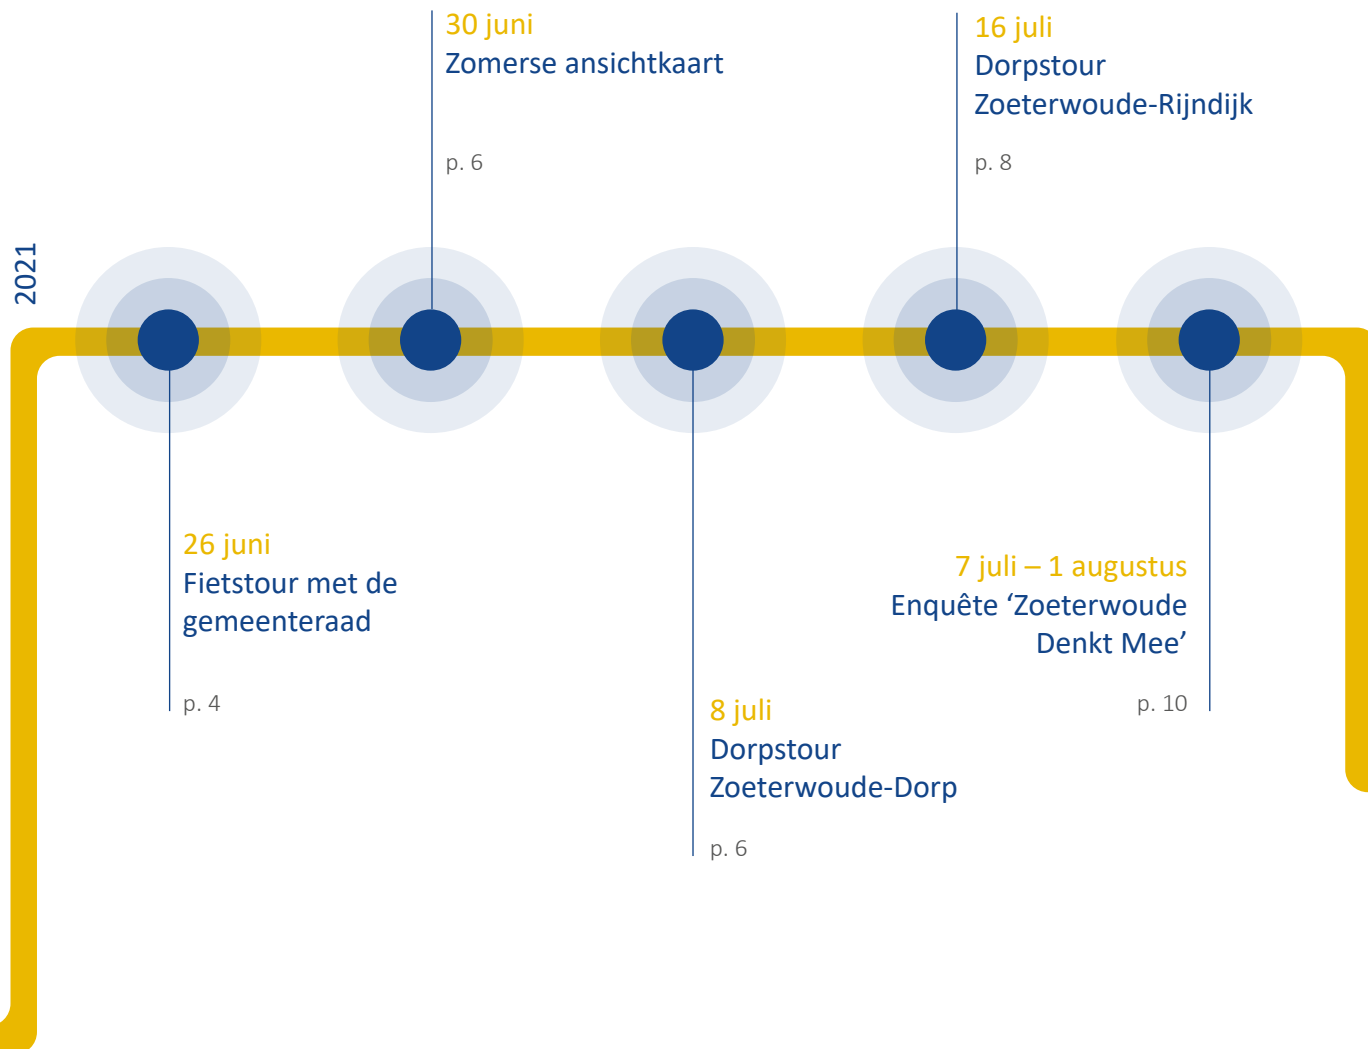 2021
26 juni
Fietstour met de
gemeenteraad
p. 4
30 juni
Zomerse ansichtkaart
p. 6
8 juli
Dorpstour
Zoeterwoude-Dorp
p. 6
16 juli
Dorpstour
Zoeterwoude-Rijndijk
p. 8
7 juli – 1 augustus
Enquête ‘Zoeterwoude
Denkt Mee’
p. 10